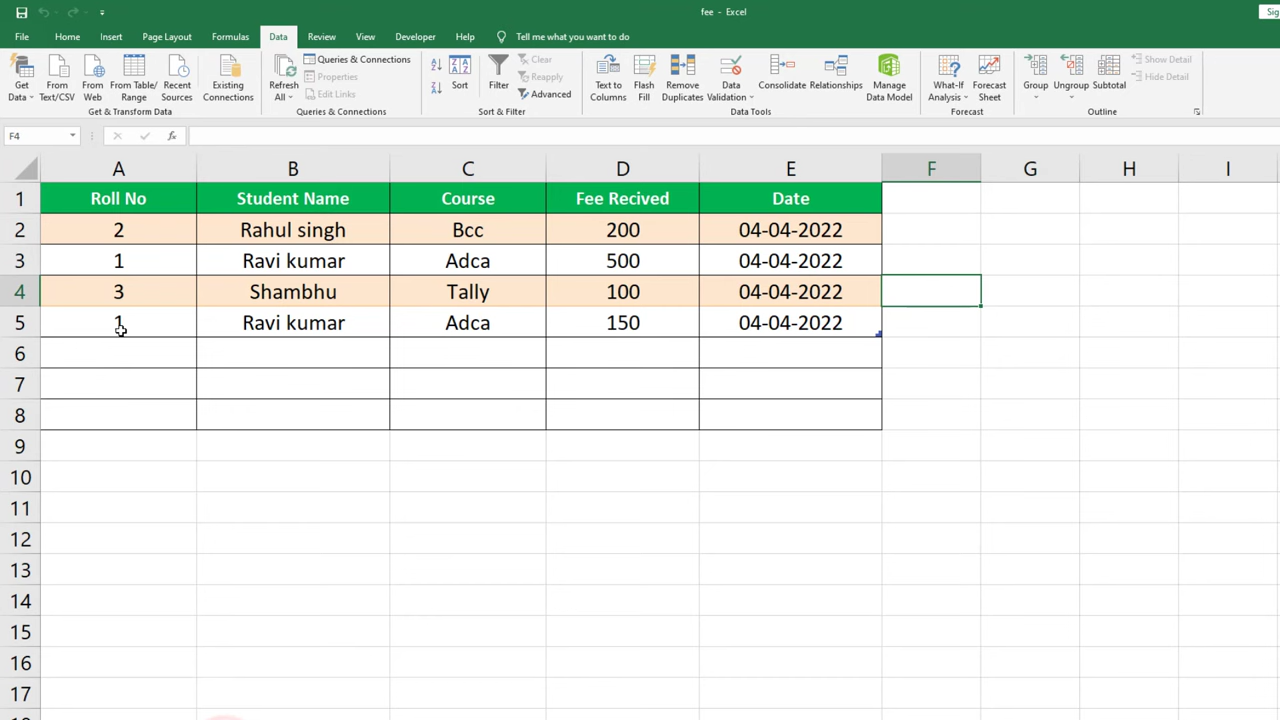 fee - Excel
Sig
File Home Insert Page Layout Formulas Data Review View Developer Help Tell me what you want to do
Get Data From Text/CSV From Web From Table/Range Recent Sources Existing Connections
Refresh All Queries & Connections Properties Edit Links
Sort Filter Clear Reapply Advanced
Text to Columns Flash Fill Remove Duplicates Data Validation Consolidate Relationships Manage Data Model
What-If Analysis Forecast Sheet
Group Ungroup Subtotal Show Detail Hide Detail
Get & Transform Data Queries & Connections Sort & Filter Data Tools Forecast Outline
F4 fx
A B C D E F G H I
1 Roll No Student Name Course Fee Recived Date
2 2 Rahul singh Bcc 200 04-04-2022
3 1 Ravi kumar Adca 500 04-04-2022
4 3 Shambhu Tally 100 04-04-2022
5 1 Ravi kumar Adca 150 04-04-2022
6
7
8
9
10
11
12
13
14
15
16
17